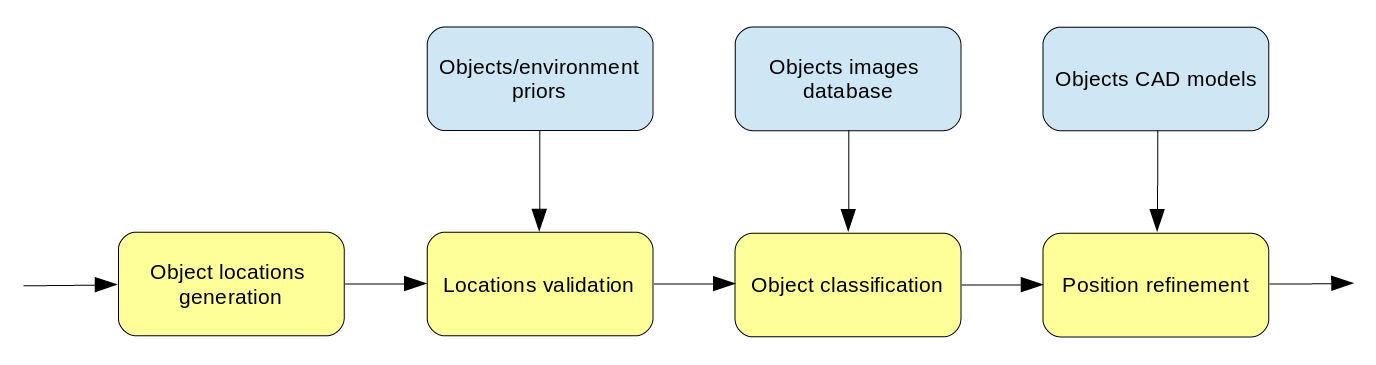 Objects/environment
priors
Objects images
database
Objects CAD models
Object locations
generation
Locations validation
Object classification
Position refinement